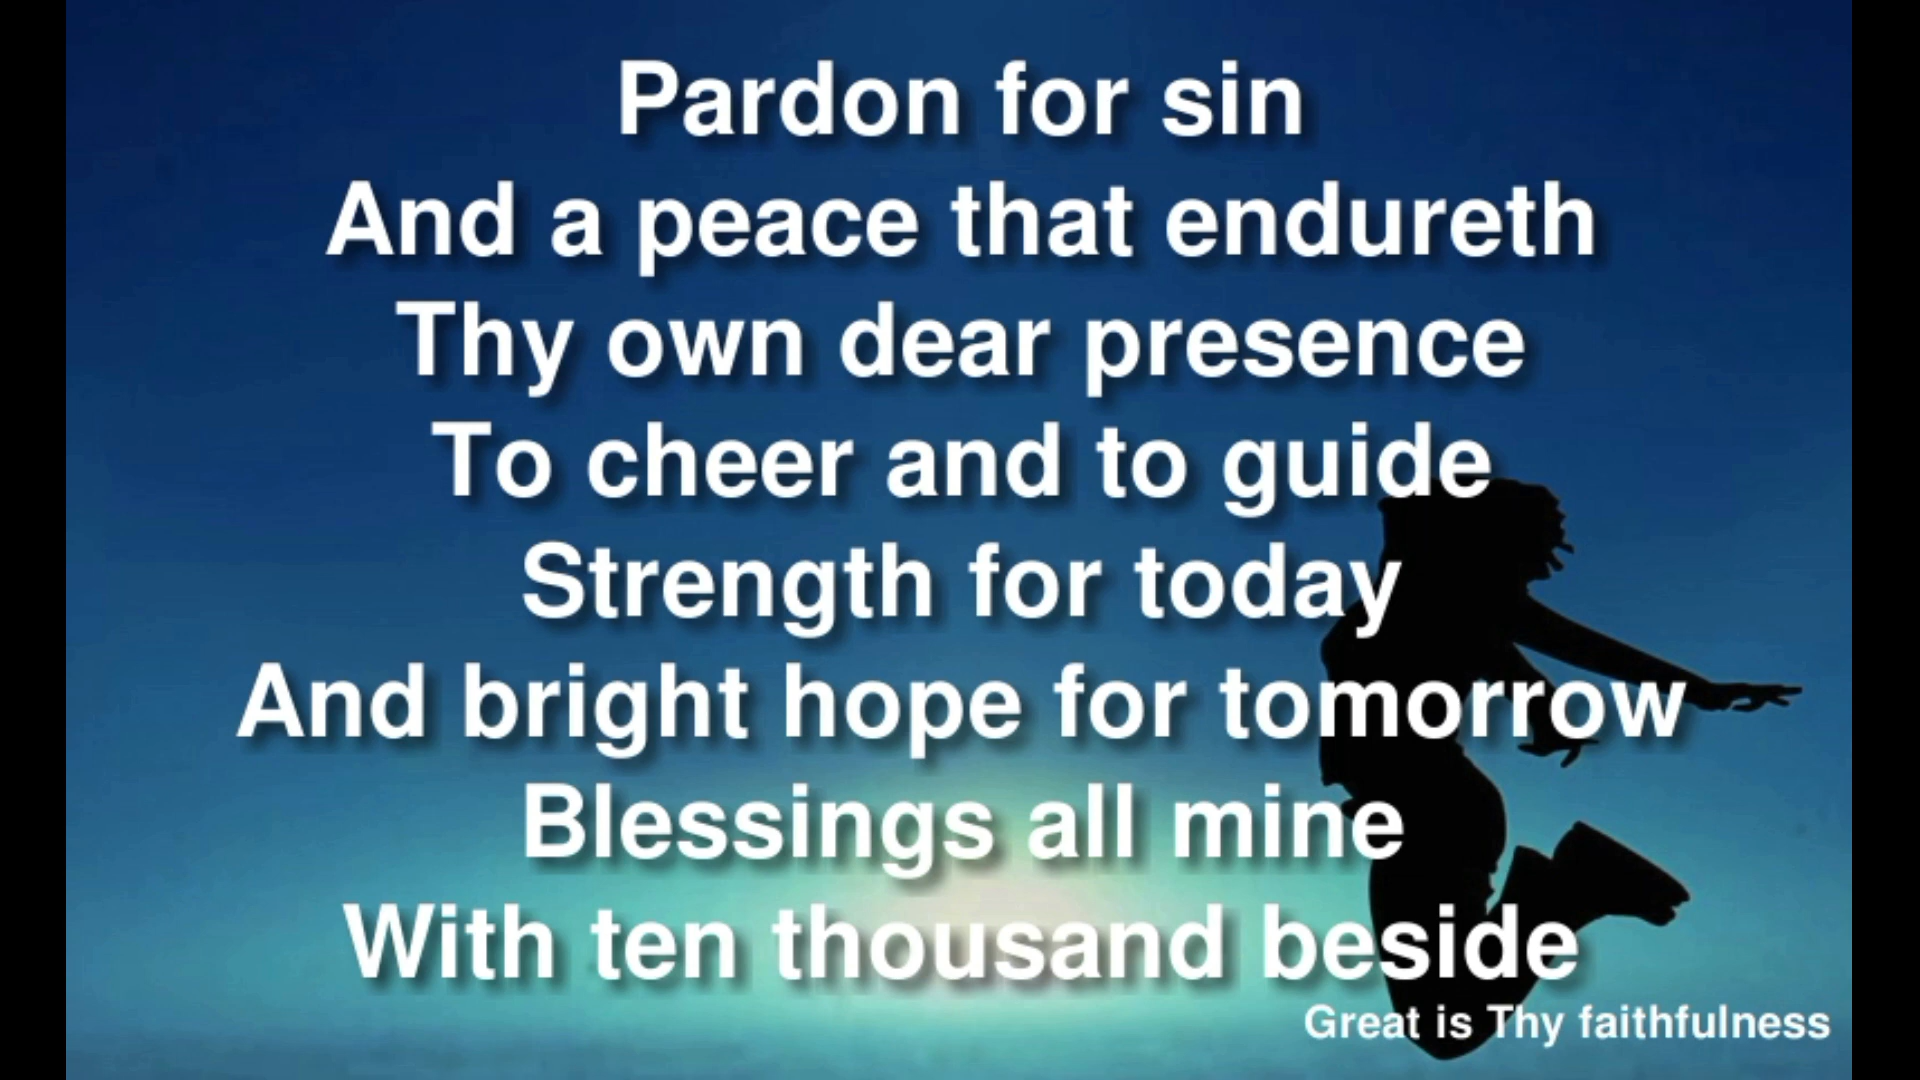 Pardon for sin
And a peace that endureth
Thy own dear presence
To cheer and to guide
Strength for today
And bright hope for tomorrow
Blessings all mine
With ten thousand beside
Great is Thy faithfulness